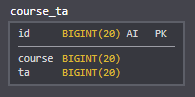 course_ta
id BIGINT(20) AI PK
course BIGINT(20)
ta BIGINT(20)